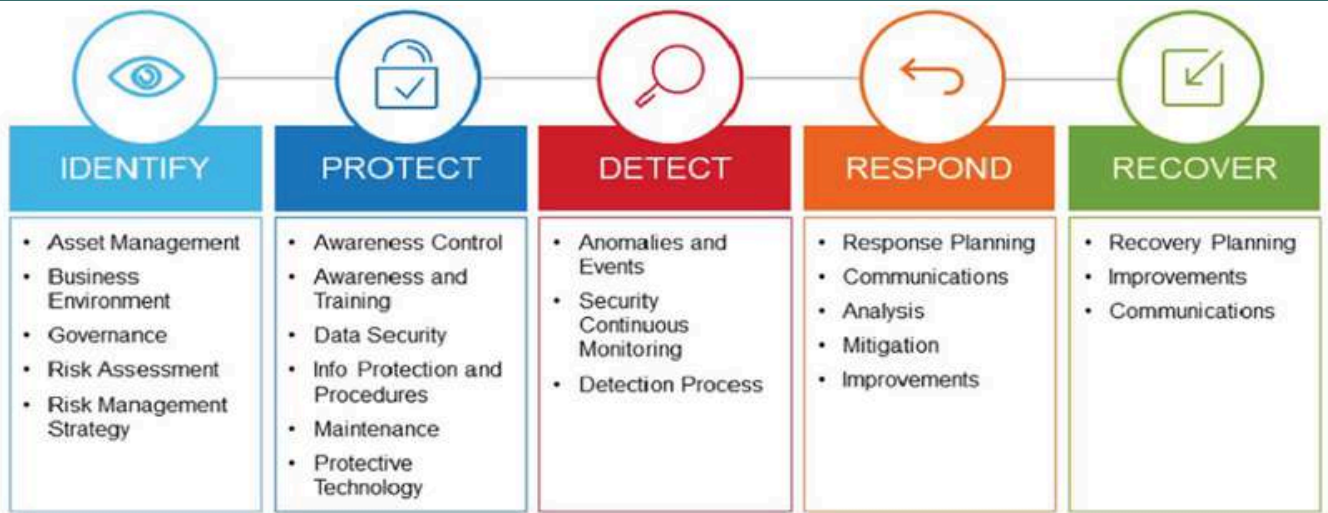 IDENTIFY
PROTECT
DETECT
RESPOND
RECOVER
• Asset Management
• Business
Environment
• Governance
• Risk Assessment
• Risk Management
Strategy
• Awareness Control
• Awareness and
Training
• Data Security
• Info Protection and
Procedures
• Maintenance
• Protective
Technology
• Anomalies and
Events
• Security
Continuous
Monitoring
• Detection Process
• Response Planning
• Communications
• Analysis
• Mitigation
• Improvements
• Recovery Planning
• Improvements
• Communications